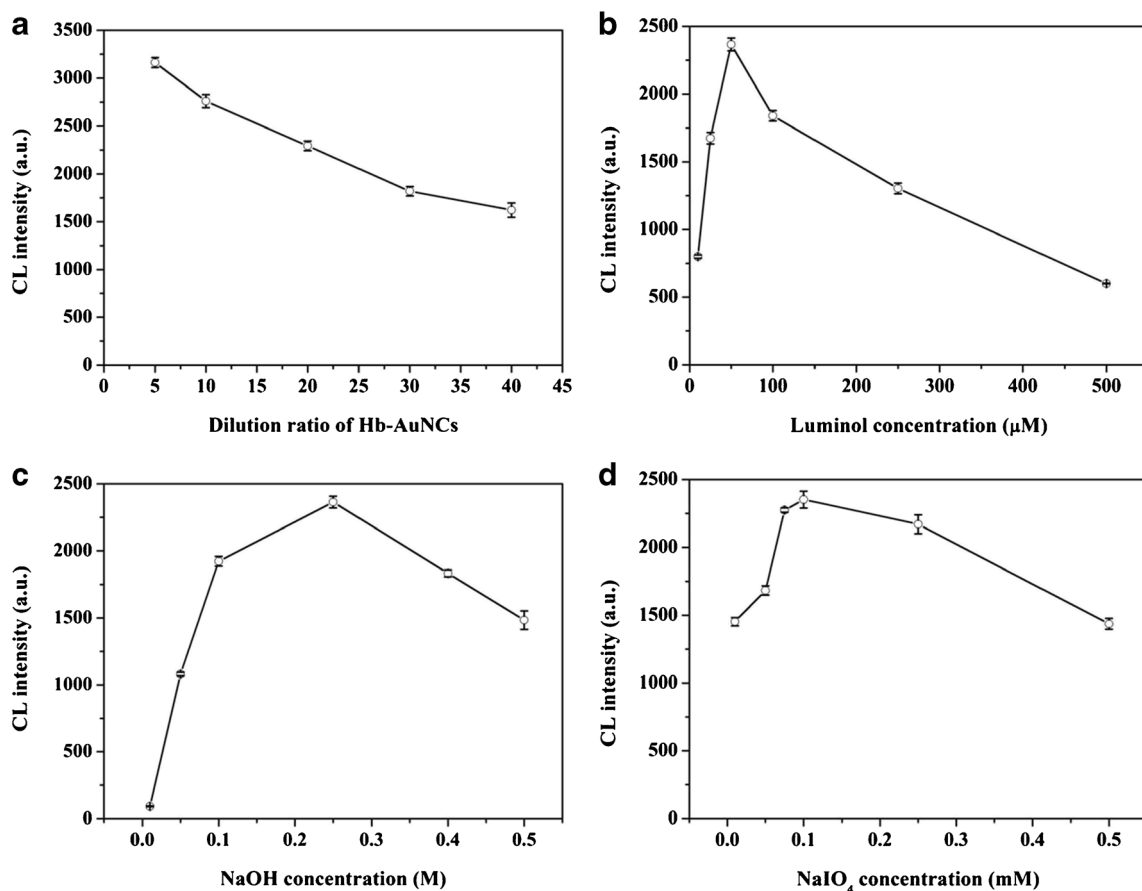 a
3500
3000
2500
2000
1500
1000
500
0
CL intensity (a.u.)
0 5 10 15 20 25 30 35 40 45
Dilution ratio of Hb-AuNCs
b
2500
2000
1500
1000
500
0
CL intensity (a.u.)
0 100 200 300 400 500
Luminol concentration (μM)
c
2500
2000
1500
1000
500
0
CL intensity (a.u.)
0.0 0.1 0.2 0.3 0.4 0.5
NaOH concentration (M)
d
2500
2000
1500
1000
500
0
CL intensity (a.u.)
0.0 0.1 0.2 0.3 0.4 0.5
NaIO₄ concentration (mM)